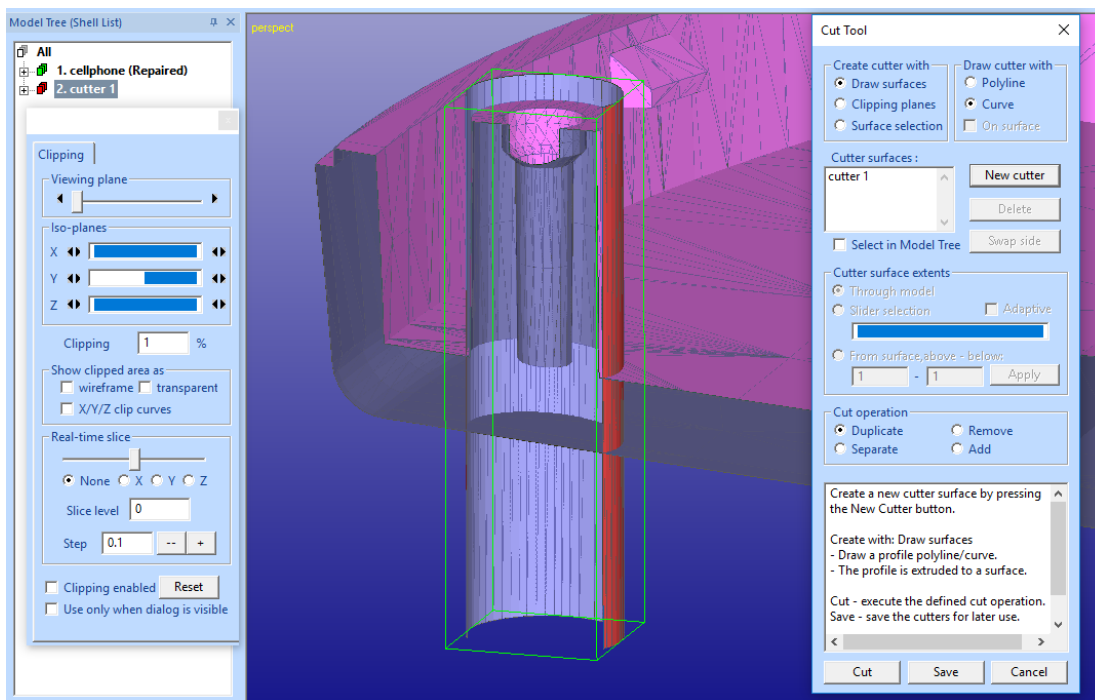 Model Tree (Shell List)
All
1. cellphone (Repaired)
2. cutter 1
Clipping
Viewing plane
Iso-planes
X
Y
Z
Clipping 1 %
Show clipped area as
wireframe transparent
X/Y/Z clip curves
Real-time slice
None X Y Z
Slice level 0
Step 0.1 -- +
Clipping enabled Reset
Use only when dialog is visible
perspect
Cut Tool
Create cutter with
Draw surfaces
Clipping planes
Surface selection
Draw cutter with
Polyline
Curve
On surface
Cutter surfaces :
cutter 1
New cutter
Delete
Swap side
Select in Model Tree
Cutter surface extents
Through model
Slider selection Adaptive
From surface,above - below:
1 - 1 Apply
Cut operation
Duplicate Remove
Separate Add
Create a new cutter surface by pressing
the New Cutter button.
Create with: Draw surfaces
- Draw a profile polyline/curve.
- The profile is extruded to a surface.
Cut - execute the defined cut operation.
Save - save the cutters for later use.
Cut Save Cancel